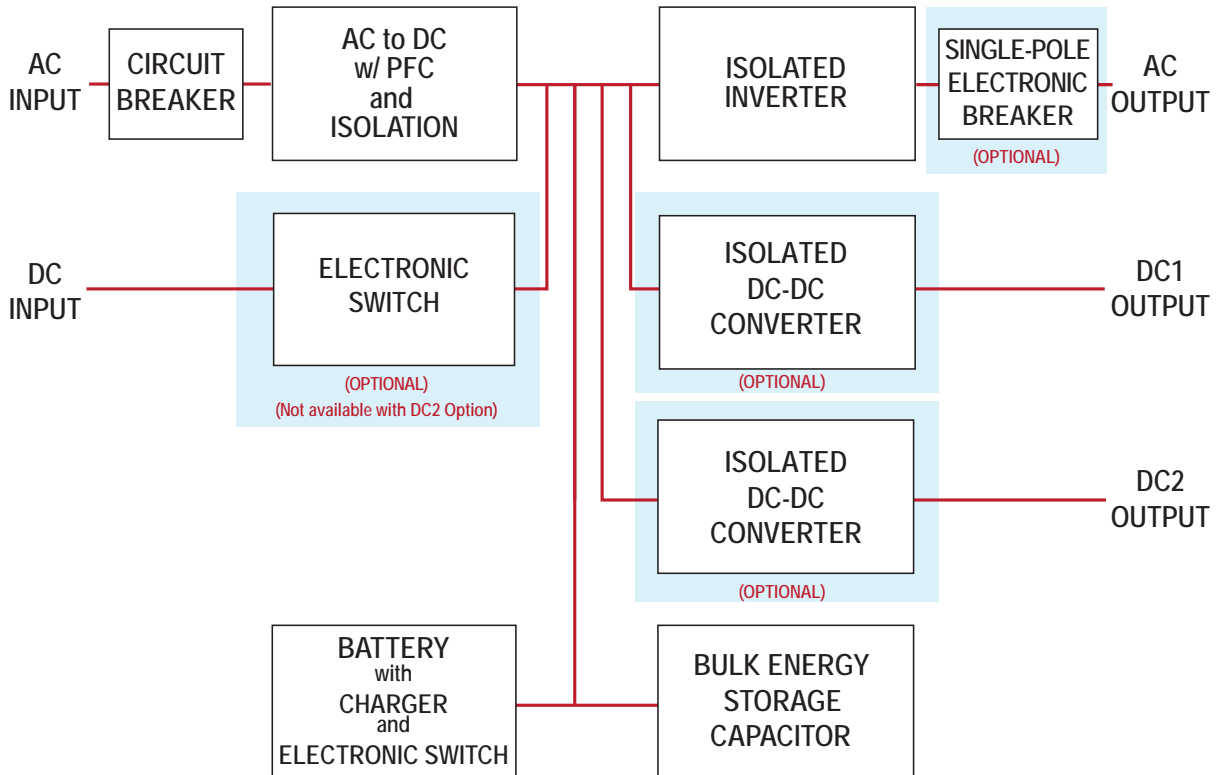 AC
INPUT
CIRCUIT
BREAKER
AC to DC
w/ PFC
and
ISOLATION
ISOLATED
INVERTER
SINGLE-POLE
ELECTRONIC
BREAKER
(OPTIONAL)
AC
OUTPUT
DC
INPUT
ELECTRONIC
SWITCH
(OPTIONAL)
(Not available with DC2 Option)
ISOLATED
DC-DC
CONVERTER
(OPTIONAL)
DC1
OUTPUT
ISOLATED
DC-DC
CONVERTER
(OPTIONAL)
DC2
OUTPUT
BATTERY
with
CHARGER
and
ELECTRONIC SWITCH
BULK ENERGY
STORAGE
CAPACITOR